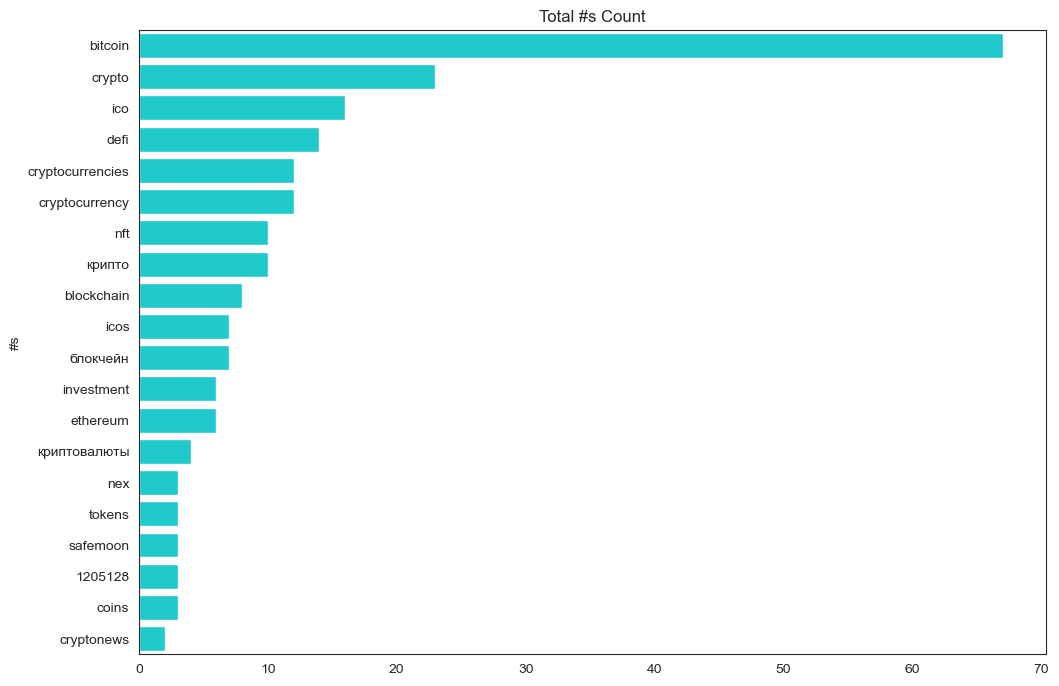 Total #s Count
bitcoin
crypto
ico
defi
cryptocurrencies
cryptocurrency
nft
крипто
blockchain
icos
блокчейн
investment
ethereum
криптовалюты
nex
tokens
safemoon
1205128
coins
cryptonews
#s
0 10 20 30 40 50 60 70